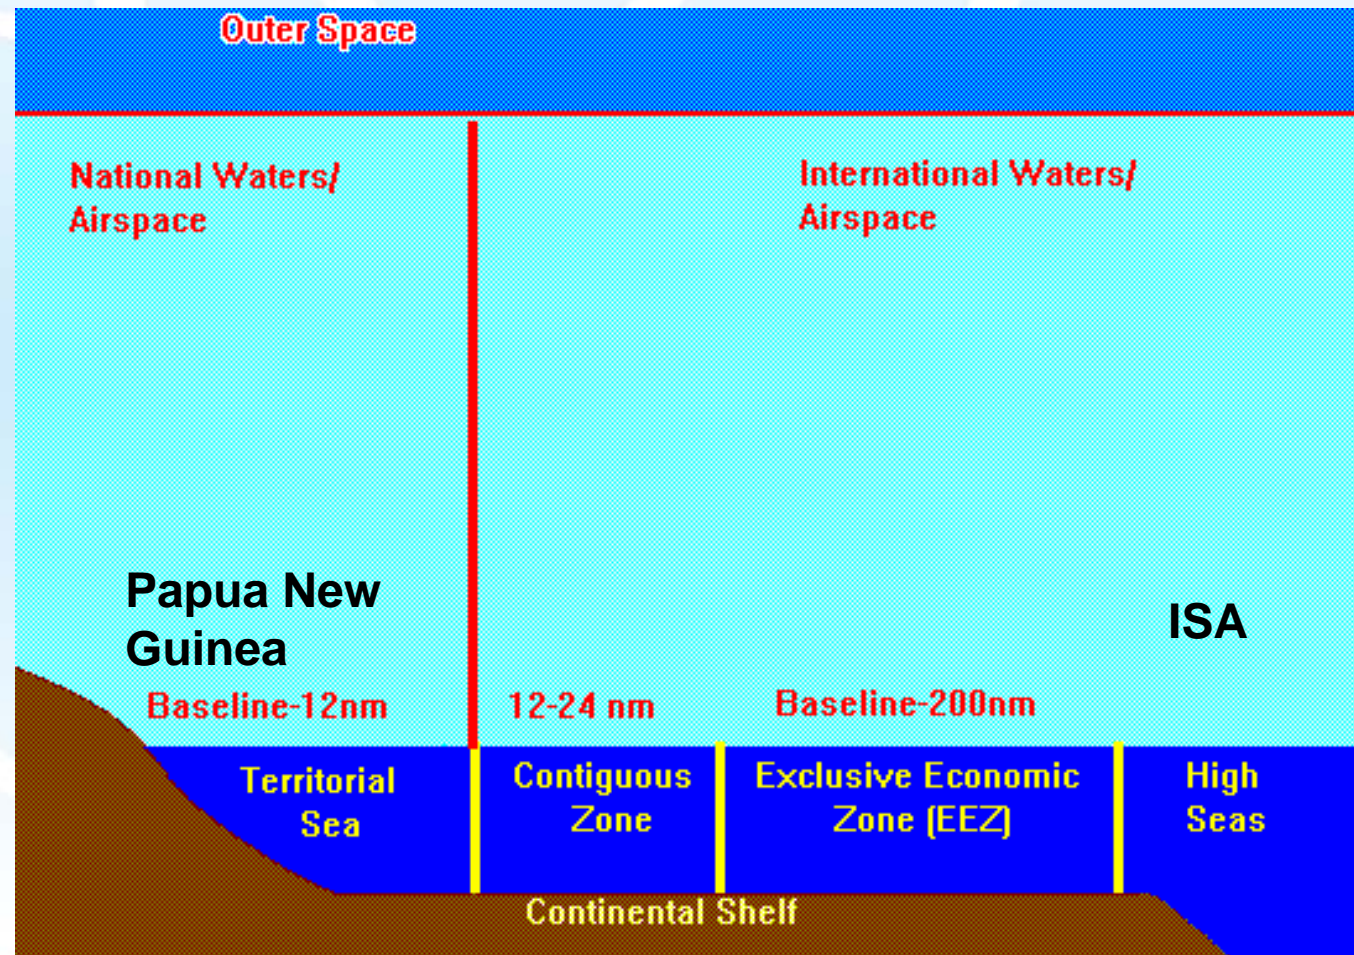 Outer Space
National Waters/
Airspace
International Waters/
Airspace
Papua New
Guinea
ISA
Baseline-12nm
12-24 nm
Baseline-200nm
Territorial
Sea
Contiguous
Zone
Exclusive Economic
Zone (EEZ)
High
Seas
Continental Shelf